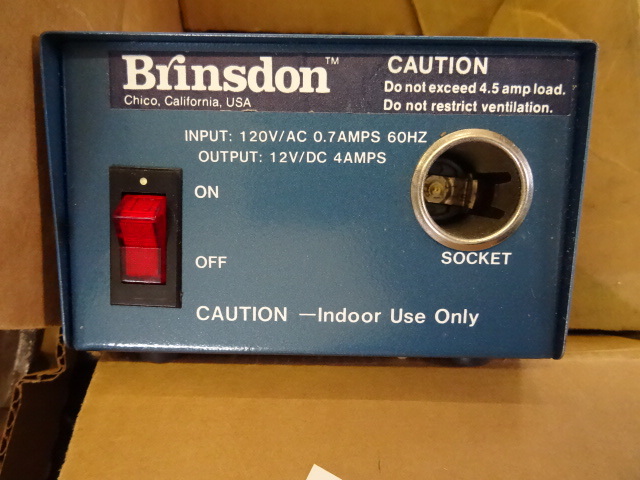 Brinsdon™
Chico, California, USA
CAUTION
Do not exceed 4.5 amp load.
Do not restrict ventilation.
INPUT: 120V/AC 0.7AMPS 60HZ
OUTPUT: 12V/DC 4AMPS
ON
OFF
SOCKET
CAUTION —Indoor Use Only